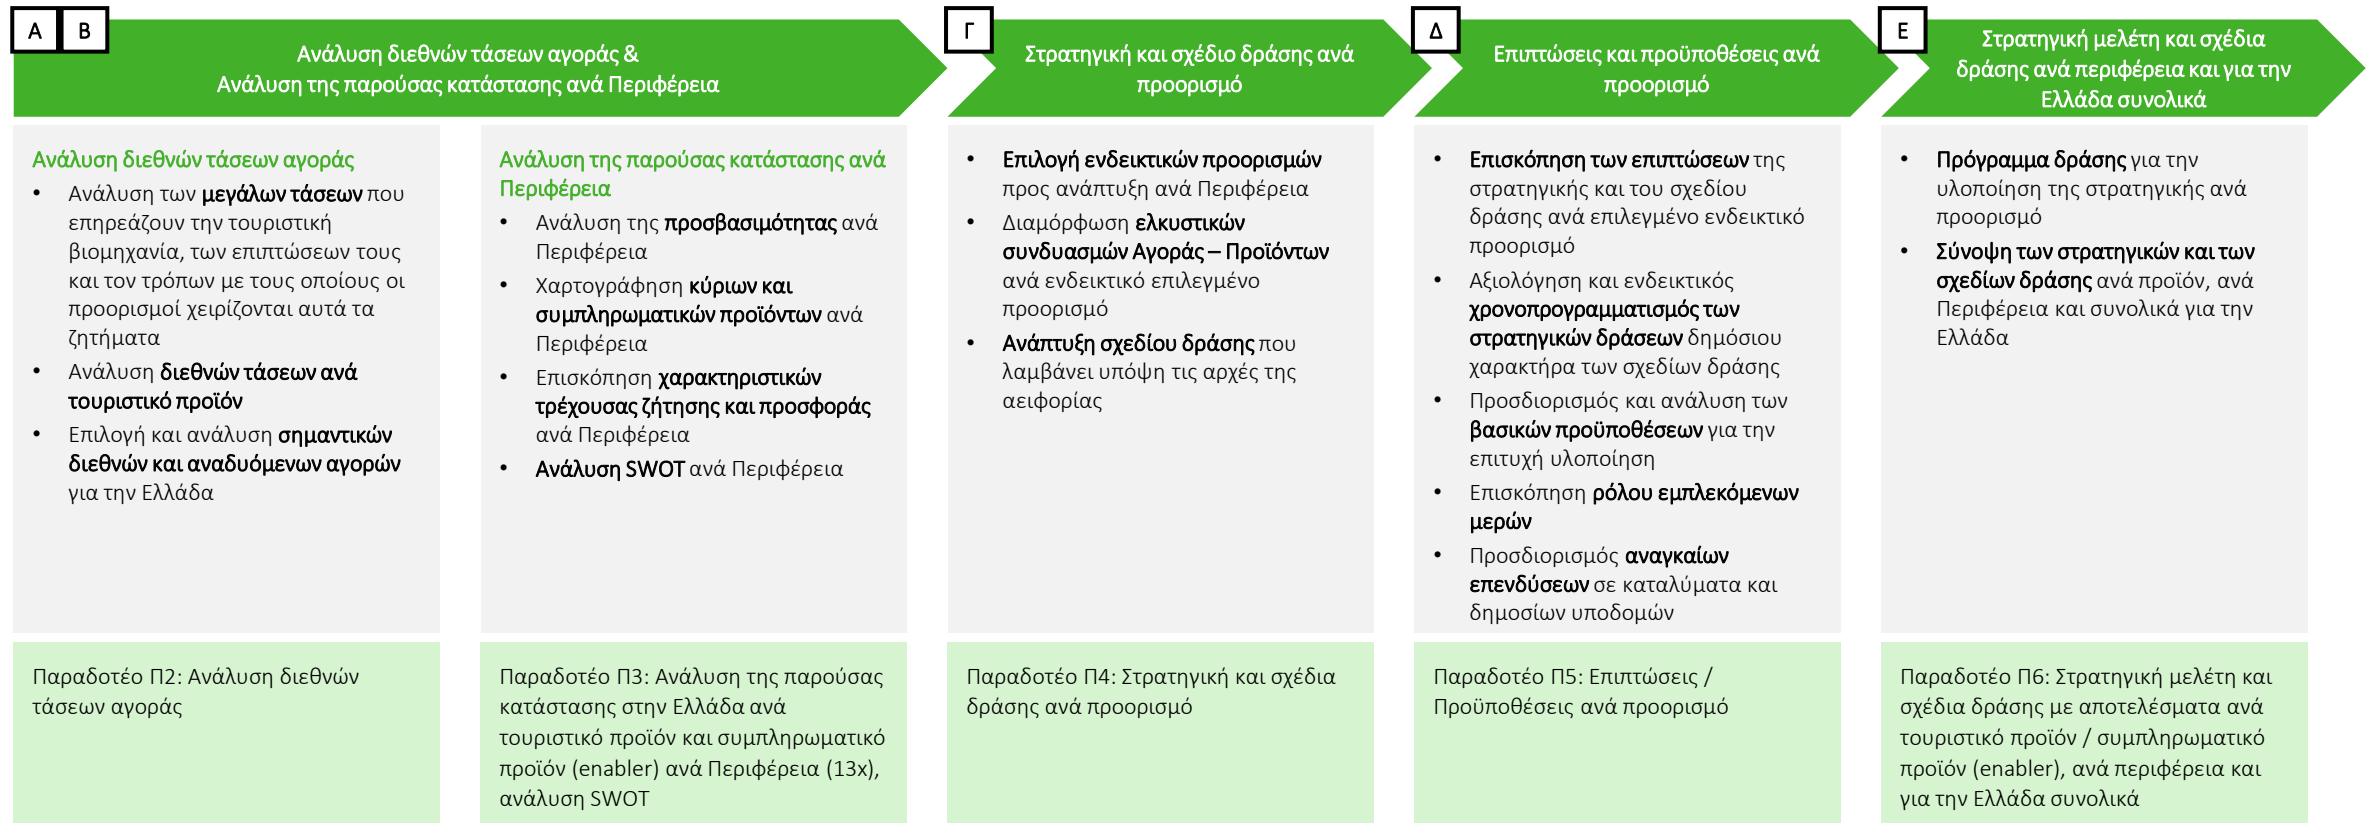 Α Β
Ανάλυση διεθνών τάσεων αγοράς &
Ανάλυση της παρούσας κατάστασης ανά Περιφέρεια
Γ
Στρατηγική και σχέδιο δράσης ανά
προορισμό
Δ
Επιπτώσεις και προϋποθέσεις ανά
προορισμό
Ε
Στρατηγική μελέτη και σχέδια
δράσης ανά περιφέρεια και για την
Ελλάδα συνολικά
Ανάλυση διεθνών τάσεων αγοράς
• Ανάλυση των μεγάλων τάσεων που
επηρεάζουν την τουριστική
βιομηχανία, των επιπτώσεων τους
και τον τρόπων με τους οποίους οι
προορισμοί χειρίζονται αυτά τα
ζητήματα
• Ανάλυση διεθνών τάσεων ανά
τουριστικό προϊόν
• Επιλογή και ανάλυση σημαντικών
διεθνών και αναδυόμενων αγορών
για την Ελλάδα
Ανάλυση της παρούσας κατάστασης ανά
Περιφέρεια
• Ανάλυση της προσβασιμότητας ανά
Περιφέρεια
• Χαρτογράφηση κύριων και
συμπληρωματικών προϊόντων ανά
Περιφέρεια
• Επισκόπηση χαρακτηριστικών
τρέχουσας ζήτησης και προσφοράς
ανά Περιφέρεια
• Ανάλυση SWOT ανά Περιφέρεια
• Επιλογή ενδεικτικών προορισμών
προς ανάπτυξη ανά Περιφέρεια
• Διαμόρφωση ελκυστικών
συνδυασμών Αγοράς – Προϊόντων
ανά ενδεικτικό επιλεγμένο
προορισμό
• Ανάπτυξη σχεδίου δράσης που
λαμβάνει υπόψη τις αρχές της
αειφορίας
• Επισκόπηση των επιπτώσεων της
στρατηγικής και του σχεδίου
δράσης ανά επιλεγμένο ενδεικτικό
προορισμό
• Αξιολόγηση και ενδεικτικός
χρονοπρογραμματισμός των
στρατηγικών δράσεων δημόσιου
χαρακτήρα των σχεδίων δράσης
• Προσδιορισμός και ανάλυση των
βασικών προϋποθέσεων για την
επιτυχή υλοποίηση
• Επισκόπηση ρόλου εμπλεκόμενων
μερών
• Προσδιορισμός αναγκαίων
επενδύσεων σε καταλύματα και
δημοσίων υποδομών
• Πρόγραμμα δράσης για την
υλοποίηση της στρατηγικής ανά
προορισμό
• Σύνοψη των στρατηγικών και των
σχεδίων δράσης ανά προϊόν, ανά
Περιφέρεια και συνολικά για την
Ελλάδα
Παραδοτέο Π2: Ανάλυση διεθνών
τάσεων αγοράς
Παραδοτέο Π3: Ανάλυση της παρούσας
κατάστασης στην Ελλάδα ανά
τουριστικό προϊόν και συμπληρωματικό
προϊόν (enabler) ανά Περιφέρεια (13x),
ανάλυση SWOT
Παραδοτέο Π4: Στρατηγική και σχέδια
δράσης ανά προορισμό
Παραδοτέο Π5: Επιπτώσεις /
Προϋποθέσεις ανά προορισμό
Παραδοτέο Π6: Στρατηγική μελέτη και
σχέδια δράσης με αποτελέσματα ανά
τουριστικό προϊόν / συμπληρωματικό
προϊόν (enabler), ανά περιφέρεια και
για την Ελλάδα συνολικά